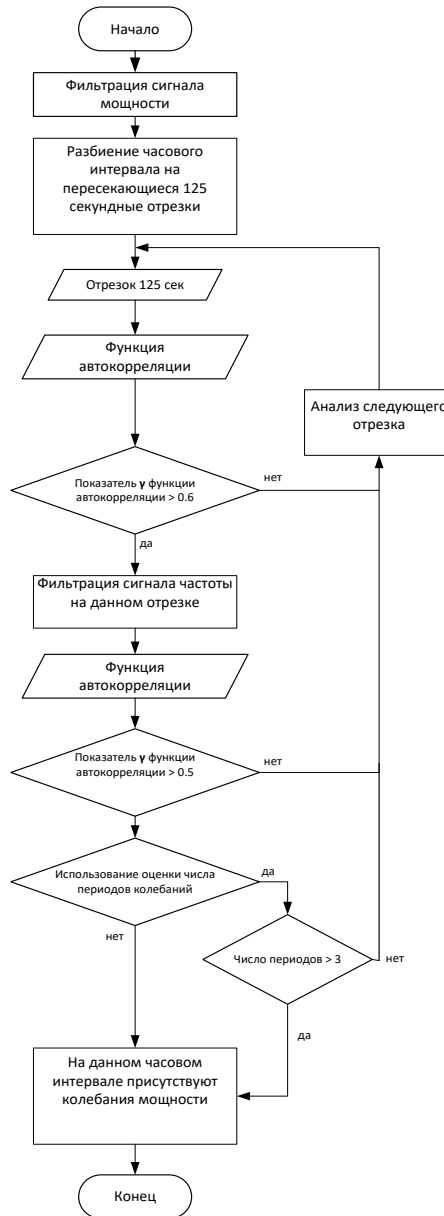 Начало
Фильтрация сигнала
мощности
Разбиение часового
интервала на
пересекающиеся 125
секундные отрезки
Отрезок 125 сек
Функция
автокорреляции
Анализ следующего
отрезка
Показатель γ функции
автокорреляции > 0.6
нет
да
Фильтрация сигнала частоты
на данном отрезке
Функция
автокорреляции
Показатель γ функции
автокорреляции > 0.5
нет
Использование оценки числа
периодов колебаний
да
нет
Число периодов > 3
нет
да
На данном часовом
интервале присутствуют
колебания мощности
Конец